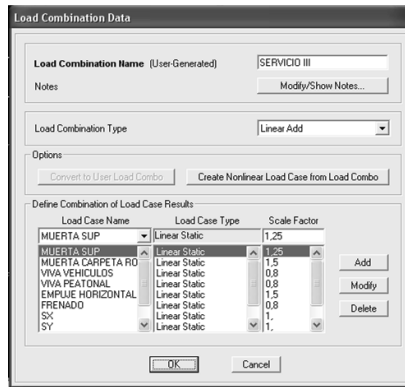 Load Combination Data
Load Combination Name (User-Generated) SERVICIO III
Notes Modify/Show Notes...
Load Combination Type Linear Add
Options
Convert to User Load Combo Create Nonlinear Load Case from Load Combo
Define Combination of Load Case Results
Load Case Name Load Case Type Scale Factor
MUERTA SUP Linear Static 1,25
MUERTA SUP Linear Static 1,25
MUERTA CARPETA RO Linear Static 1,5
VIVA VEHICULOS Linear Static 0,8
VIVA PEATONAL Linear Static 0,8
EMPUJE HORIZONTAL Linear Static 1,5
FRENADO Linear Static 0,8
SX Linear Static 1,
SY Linear Static 1,
Add
Modify
Delete
OK Cancel